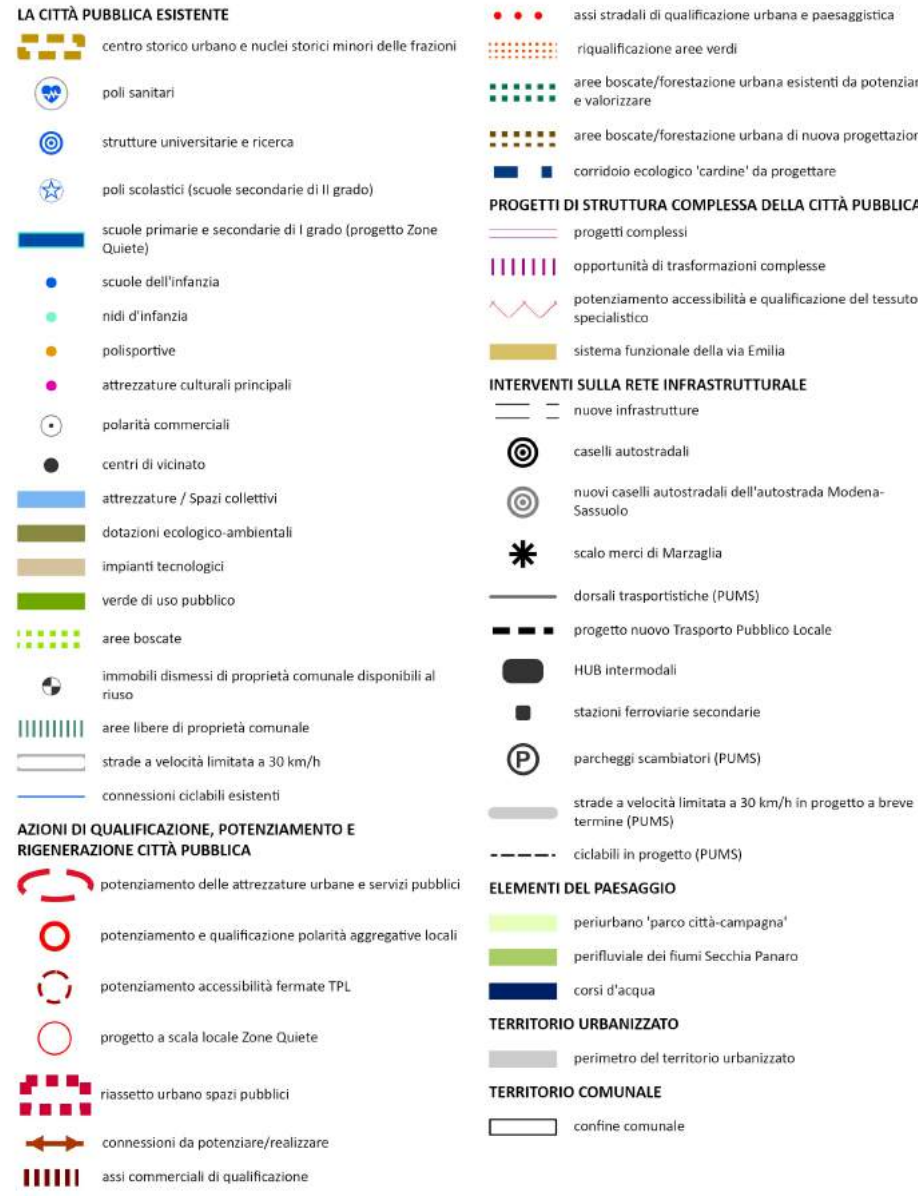 LA CITTÀ PUBBLICA ESISTENTE
centro storico urbano e nuclei storici minori delle frazioni
poli sanitari
strutture universitarie e ricerca
poli scolastici (scuole secondarie di II grado)
scuole primarie e secondarie di I grado (progetto Zone
Quiete)
scuole dell'infanzia
nidi d'infanzia
polisportive
attrezzature culturali principali
polarità commerciali
centri di vicinato
attrezzature / Spazi collettivi
dotazioni ecologico-ambientali
impianti tecnologici
verde di uso pubblico
aree boscate
immobili dismessi di proprietà comunale disponibili al
riuso
aree libere di proprietà comunale
strade a velocità limitata a 30 km/h
connessioni ciclabili esistenti
AZIONI DI QUALIFICAZIONE, POTENZIAMENTO E
RIGENERAZIONE CITTÀ PUBBLICA
potenziamento delle attrezzature urbane e servizi pubblici
potenziamento e qualificazione polarità aggregative locali
potenziamento accessibilità fermate TPL
progetto a scala locale Zone Quiete
riassetto urbano spazi pubblici
connessioni da potenziare/realizzare
assi commerciali di qualificazione
assi stradali di qualificazione urbana e paesaggistica
riqualificazione aree verdi
aree boscate/forestazione urbana esistenti da potenziar
e valorizzare
aree boscate/forestazione urbana di nuova progettazion
corridoio ecologico 'cardine' da progettare
PROGETTI DI STRUTTURA COMPLESSA DELLA CITTÀ PUBBLICA
progetti complessi
opportunità di trasformazioni complesse
potenziamento accessibilità e qualificazione del tessuto
specialistico
sistema funzionale della via Emilia
INTERVENTI SULLA RETE INFRASTRUTTURALE
nuove infrastrutture
caselli autostradali
nuovi caselli autostradali dell'autostrada Modena-
Sassuolo
scalo merci di Marzaglia
dorsali trasportistiche (PUMS)
progetto nuovo Trasporto Pubblico Locale
HUB intermodali
stazioni ferroviarie secondarie
P
parcheggi scambiatori (PUMS)
strade a velocità limitata a 30 km/h in progetto a breve
termine (PUMS)
ciclabili in progetto (PUMS)
ELEMENTI DEL PAESAGGIO
periurbano 'parco città-campagna'
perifluviale dei fiumi Secchia Panaro
corsi d'acqua
TERRITORIO URBANIZZATO
perimetro del territorio urbanizzato
TERRITORIO COMUNALE
confine comunale